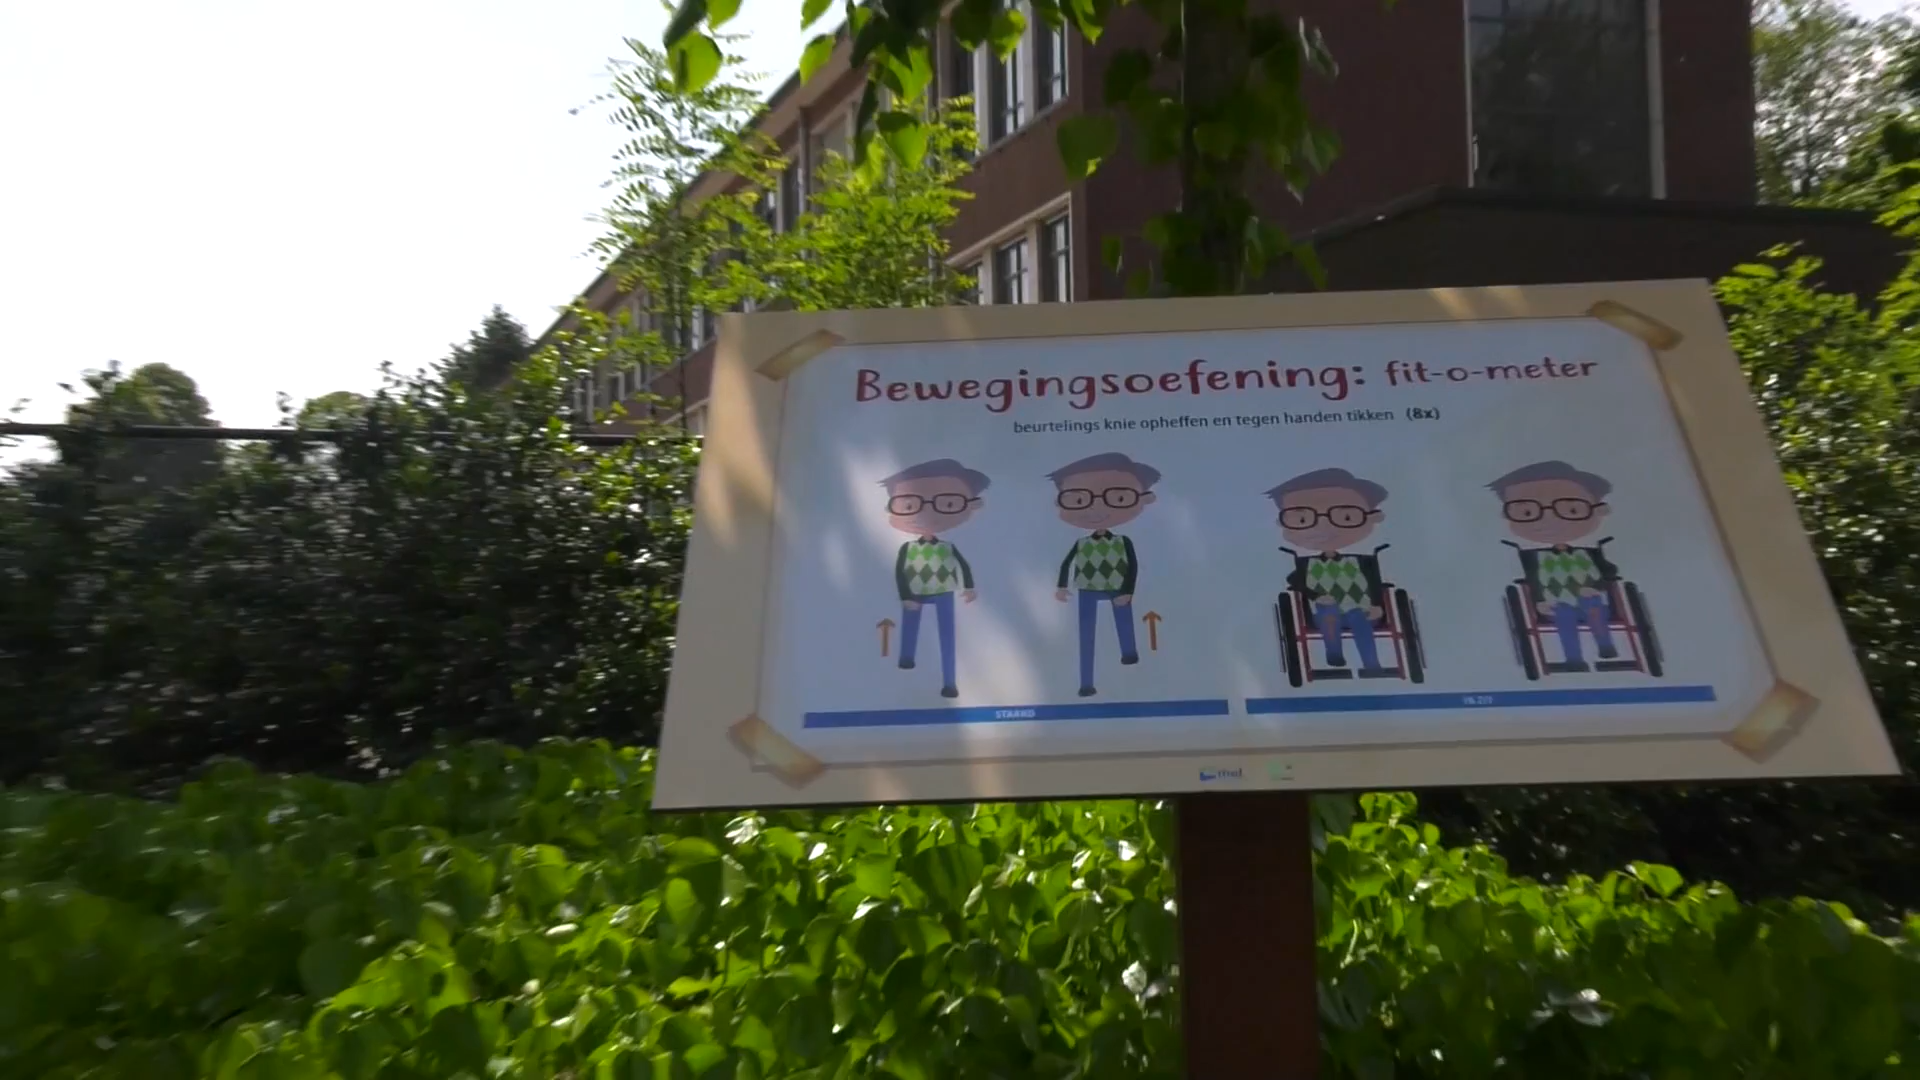 Bewegingsoefening: fit-o-meter
beurtelings knie opheffen en tegen handen tikken (8x)
STAAND